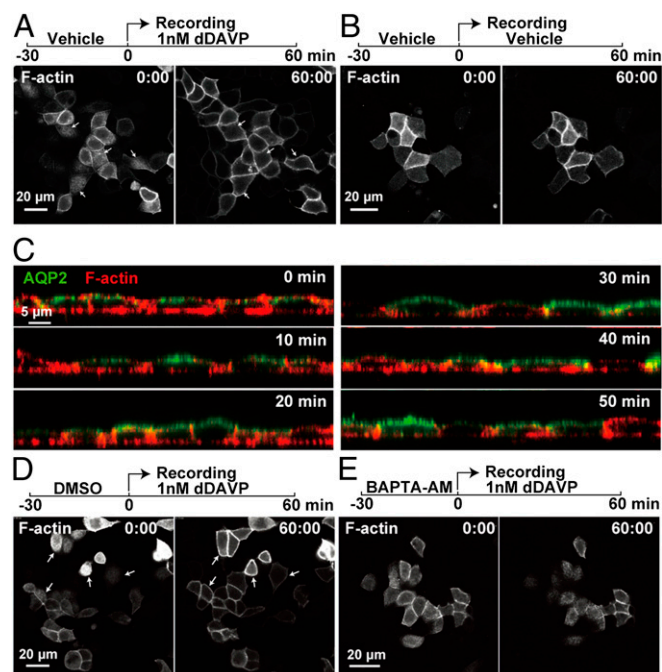 A
Recording
Vehicle 1nM dDAVP
-30 0 60 min
F-actin 0:00 60:00
20 μm
B
Recording
Vehicle Vehicle
-30 0 60 min
F-actin 0:00 60:00
20 μm
C
AQP2 F-actin 0 min
5 μm
10 min
20 min
30 min
40 min
50 min
D
Recording
DMSO 1nM dDAVP
-30 0 60 min
F-actin 0:00 60:00
20 μm
E
Recording
BAPTA-AM 1nM dDAVP
-30 0 60 min
F-actin 0:00 60:00
20 μm